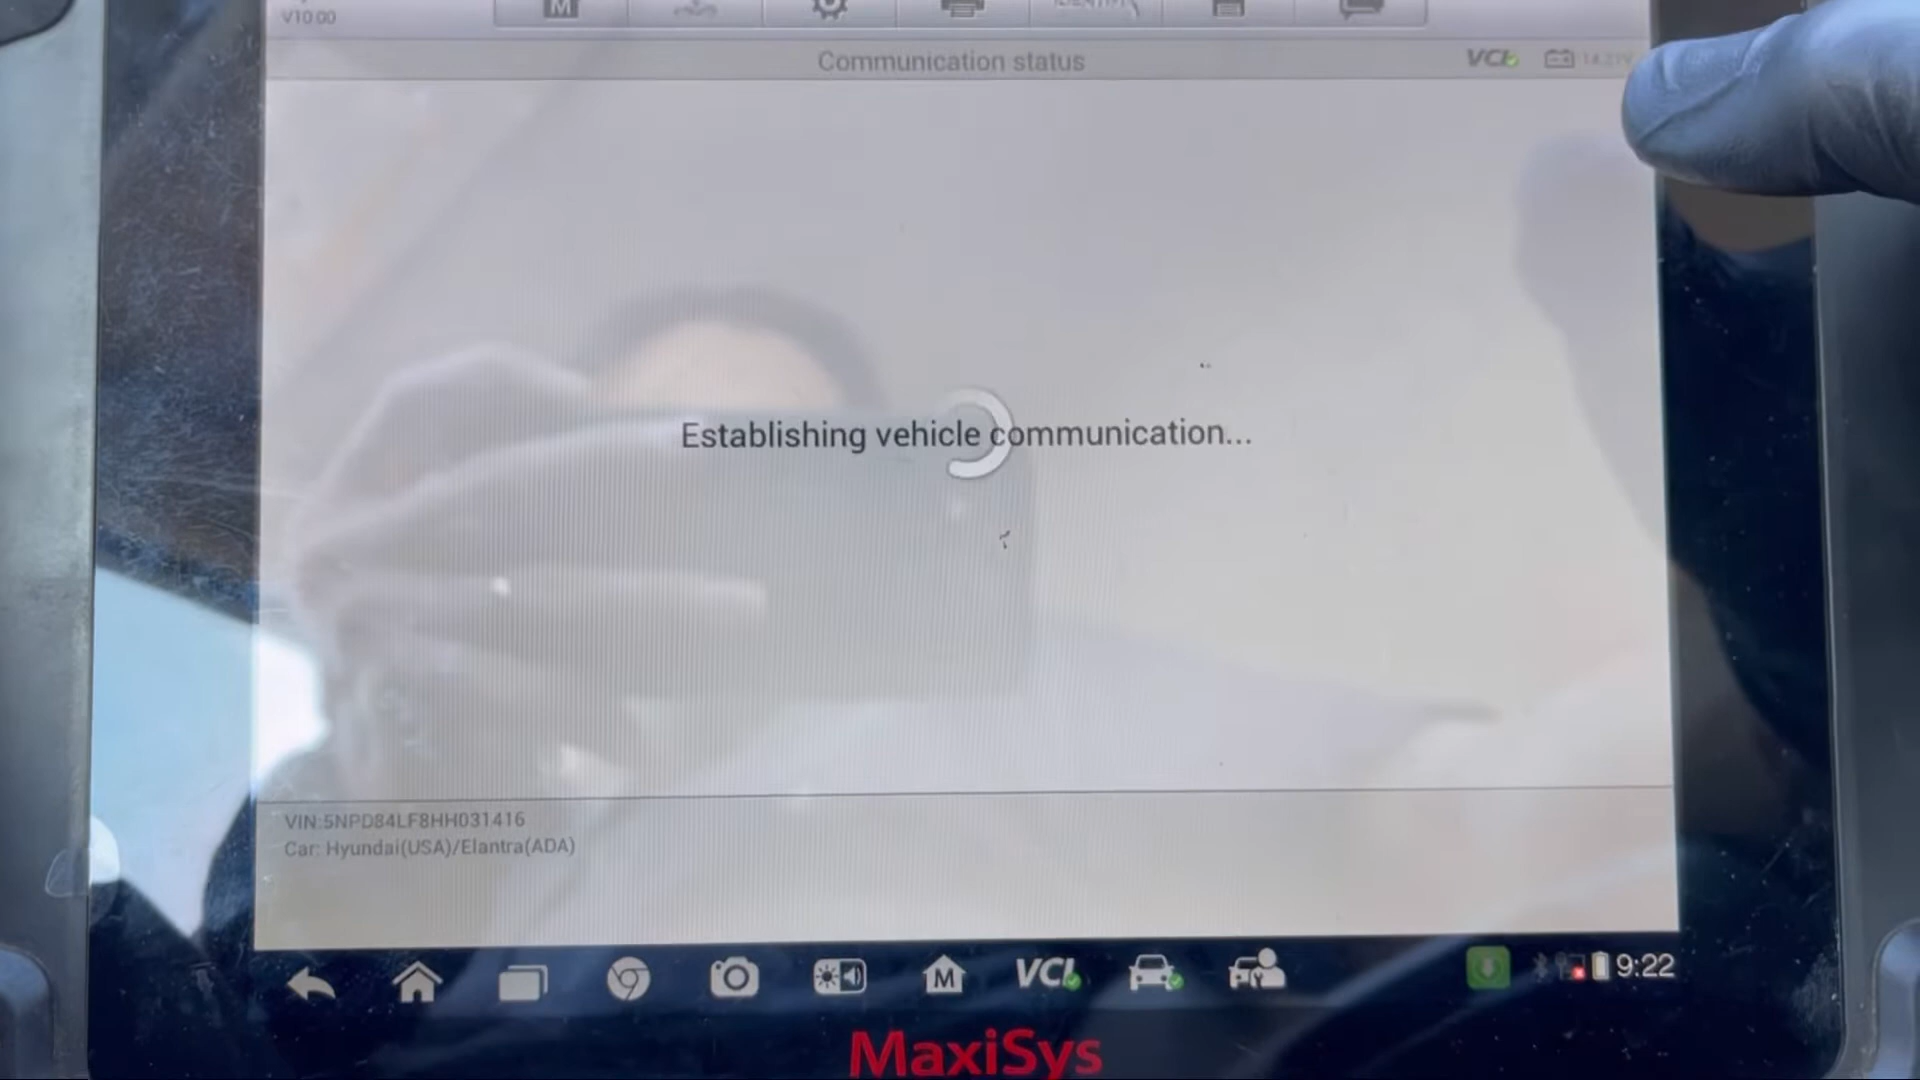 V10.00
M
Communication status
VCI
Establishing vehicle communication...
VIN:5NPD84LF8HH031416
Car: Hyundai(USA)/Elantra(ADA)
M
VCI
9:22
MaxiSys